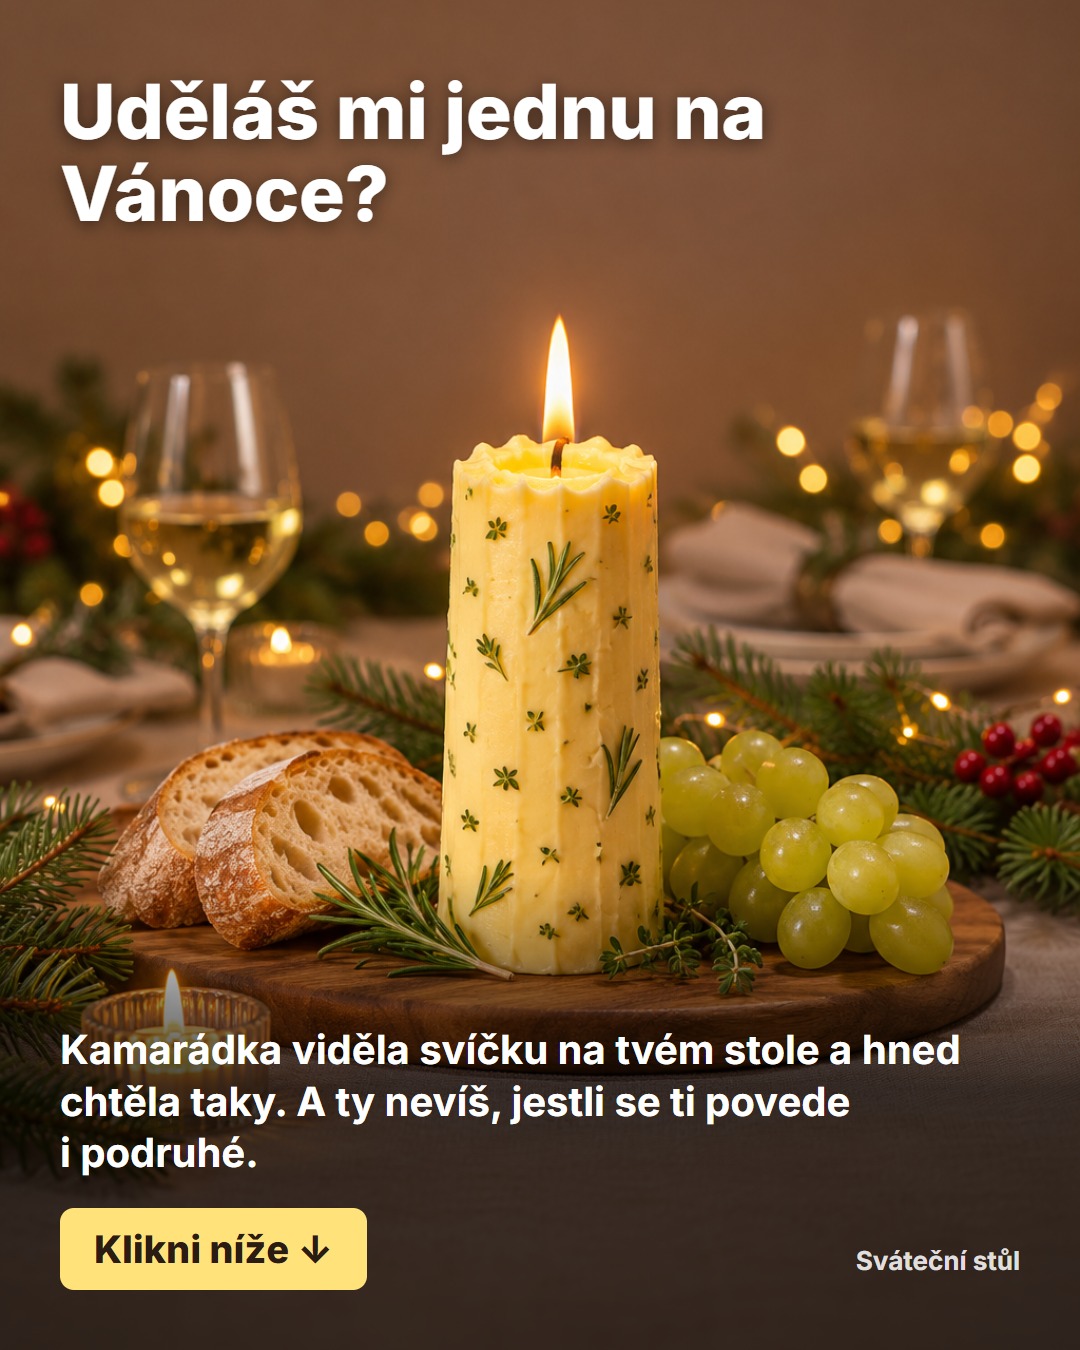 Uděláš mi jednu na
Vánoce?
Kamarádka viděla svíčku na tvém stole a hned
chtěla taky. A ty nevíš, jestli se ti povede
i podruhé.
Klikni níže ↓
Sváteční stůl